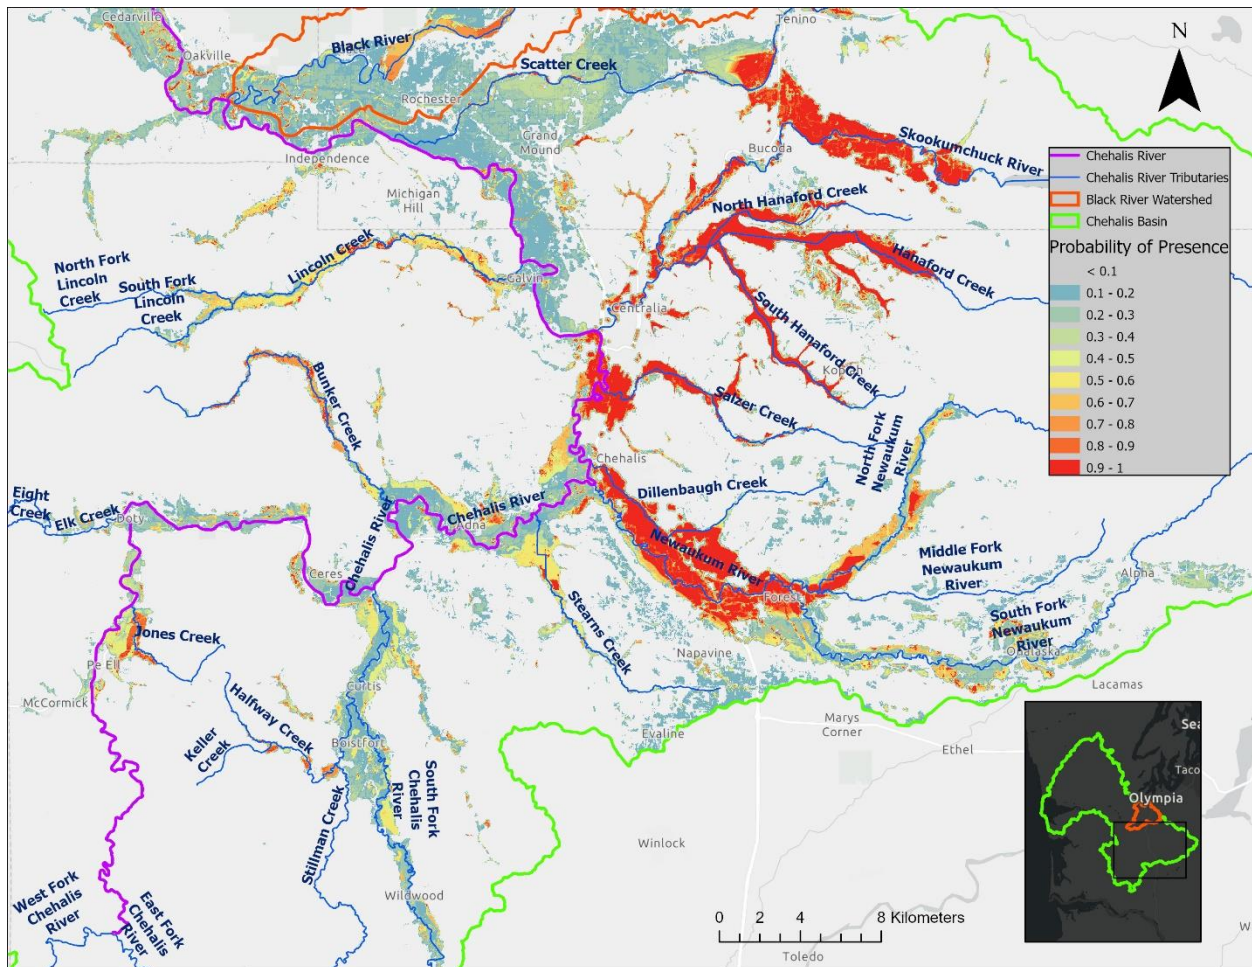 Cedarville
Tenino
Oakville
Black River
Scatter Creek
Rochester
N
Grand
Mound
Skookumchuck River
Bucoda
Independence
Michigan
Hill
North Hanaford Creek
Chehalis River
Chehalis River Tributaries
Black River Watershed
Chehalis Basin
Probability of Presence
< 0.1
0.1 - 0.2
0.2 - 0.3
0.3 - 0.4
0.4 - 0.5
0.5 - 0.6
0.6 - 0.7
0.7 - 0.8
0.8 - 0.9
0.9 - 1
Hanaford Creek
North Fork
Lincoln
Creek
South Fork
Lincoln
Creek
Lincoln Creek
Galvin
Centralia
South Hanaford Creek
Kopiah
Bunker Creek
Salzer Creek
North Fork
Newaukum
River
Chehalis
Dillenbaugh Creek
Eight
Creek
Elk Creek
Doty
Chehalis River
Chehalis River
Adna
Newaukum River
Middle Fork
Newaukum
River
Alpha
Ceres
Forest
Stearns Creek
South Fork
Newaukum
River
Onalaska
Jones Creek
Pe Ell
Napavine
McCormick
Lacamas
Curtis
Halfway Creek
Keller
Creek
Boistfort
Marys
Corner
Evaline
Ethel
South Fork
Chehalis
River
Stillman Creek
Winlock
Wildwood
West Fork
Chehalis
River
East Fork
Chehalis
River
0 2 4 8 Kilometers
Toledo
Sea
Taco
Olympia
W